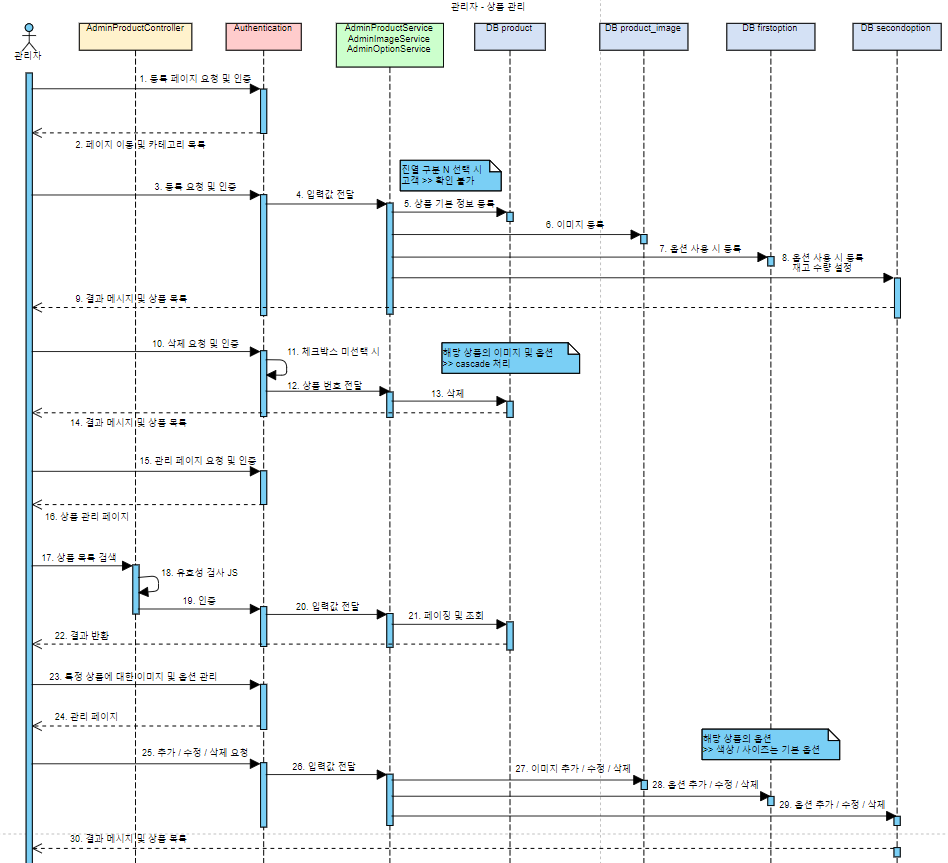 관리자 - 상품 관리
관리자
AdminProductController
Authentication
AdminProductService
AdminImageService
AdminOptionService
DB product
DB product_image
DB firstoption
DB secondoption
1. 등록 페이지 요청 및 인증
2. 페이지 이동 및 카테고리 목록
진열 구분 N 선택 시
고객 >> 확인 불가
3. 등록 요청 및 인증
4. 입력값 전달
5. 상품 기본 정보 등록
6. 이미지 등록
7. 옵션 사용 시 등록
8. 옵션 사용 시 등록
재고 수량 설정
9. 결과 메시지 및 상품 목록
10. 삭제 요청 및 인증
11. 체크박스 미선택 시
해당 상품의 이미지 및 옵션
>> cascade 처리
12. 상품 번호 전달
13. 삭제
14. 결과 메시지 및 상품 목록
15. 관리 페이지 요청 및 인증
16. 상품 관리 페이지
17. 상품 목록 검색
18. 유효성 검사 JS
19. 인증
20. 입력값 전달
21. 페이징 및 조회
22. 결과 반환
23. 특정 상품에 대한 이미지 및 옵션 관리
24. 관리 페이지
해당 상품의 옵션
>> 색상 / 사이즈는 기본 옵션
25. 추가 / 수정 / 삭제 요청
26. 입력값 전달
27. 이미지 추가 / 수정 / 삭제
28. 옵션 추가 / 수정 / 삭제
29. 옵션 추가 / 수정 / 삭제
30. 결과 메시지 및 상품 목록